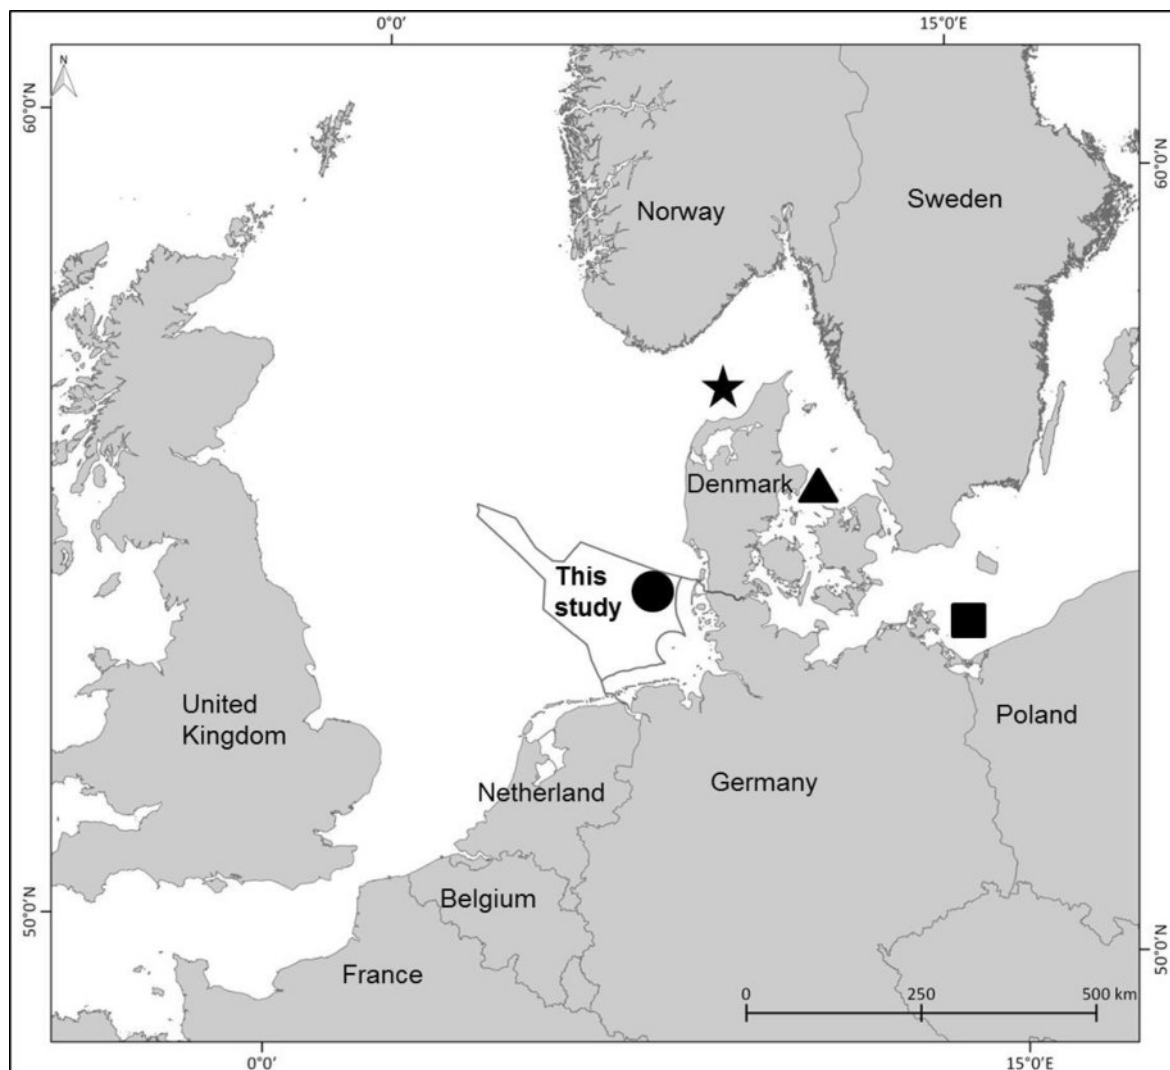 0°0'
15°0'E
N
60°0'N
60°0'N
Norway
Sweden
Denmark
This
study
United
Kingdom
Poland
Netherland
Germany
Belgium
France
50°0'N
50°0'N
0 250 500 km
0°0'
15°0'E